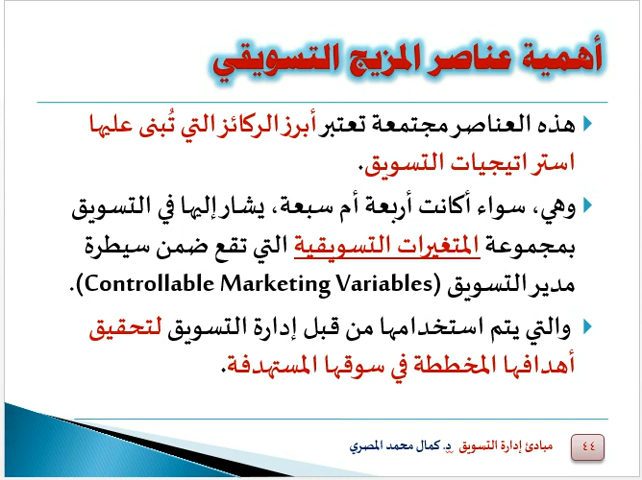 أهمية عناصر المزيج التسويقي
هذه العناصر مجتمعة تعتبر أبرز الركائز التي تُبنى عليها
استراتيجيات التسويق.
وهي، سواء أكانت أربعة أم سبعة، يشار إليها في التسويق
بمجموعة المتغيرات التسويقية التي تقع ضمن سيطرة
مدير التسويق (Controllable Marketing Variables).
والتي يتم استخدامها من قبل إدارة التسويق لتحقيق
أهدافها المخططة في سوقها المستهدفة.
٤٤ مبادئ إدارة التسويق د. كمال محمد المصري